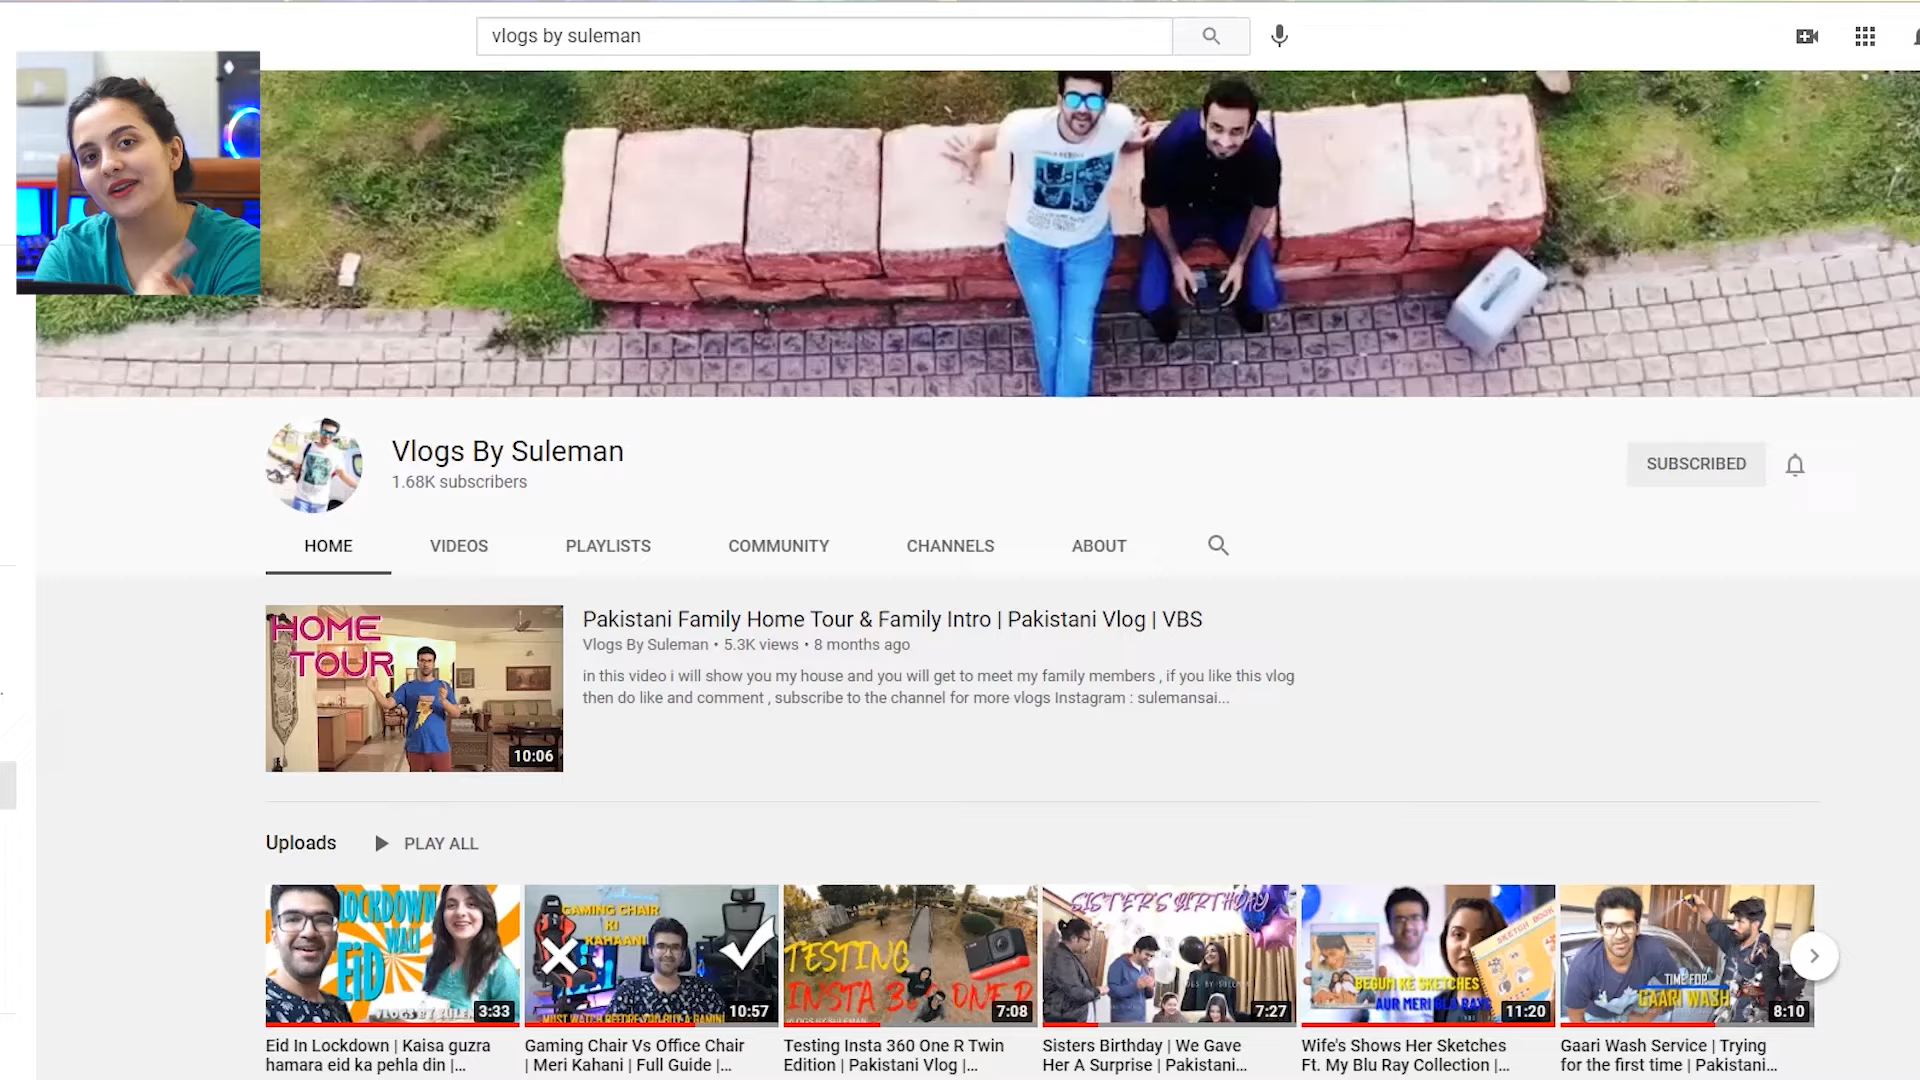 vlogs by suleman
Vlogs By Suleman
1.68K subscribers
SUBSCRIBED
HOME
VIDEOS
PLAYLISTS
COMMUNITY
CHANNELS
ABOUT
HOME
TOUR
10:06
Pakistani Family Home Tour & Family Intro | Pakistani Vlog | VBS
Vlogs By Suleman • 5.3K views • 8 months ago
in this video i will show you my house and you will get to meet my family members , if you like this vlog
then do like and comment , subscribe to the channel for more vlogs Instagram : sulemansai...
Uploads
PLAY ALL
LOCKDOWN
WALI
EiD
3:33
Eid In Lockdown | Kaisa guzra
hamara eid ka pehla din |...
GAMING CHAIR
KI
KAHAANI
MUST WATCH BEFORE YOU BUY A GAMING
10:57
Gaming Chair Vs Office Chair
| Meri Kahani | Full Guide |...
TESTING
INSTA 3 ONE R
VLOGS BY SULEMAN
7:08
Testing Insta 360 One R Twin
Edition | Pakistani Vlog |...
SISTER'S BIRTHDAY
7:27
Sisters Birthday | We Gave
Her A Surprise | Pakistani...
SKETCH BOOK
BEGUM KE SKETCHES
AUR MERI BLU RAYS
11:20
Wife's Shows Her Sketches
Ft. My Blu Ray Collection |...
TIME FOR
GAARI WASH
8:10
Gaari Wash Service | Trying
for the first time | Pakistani...